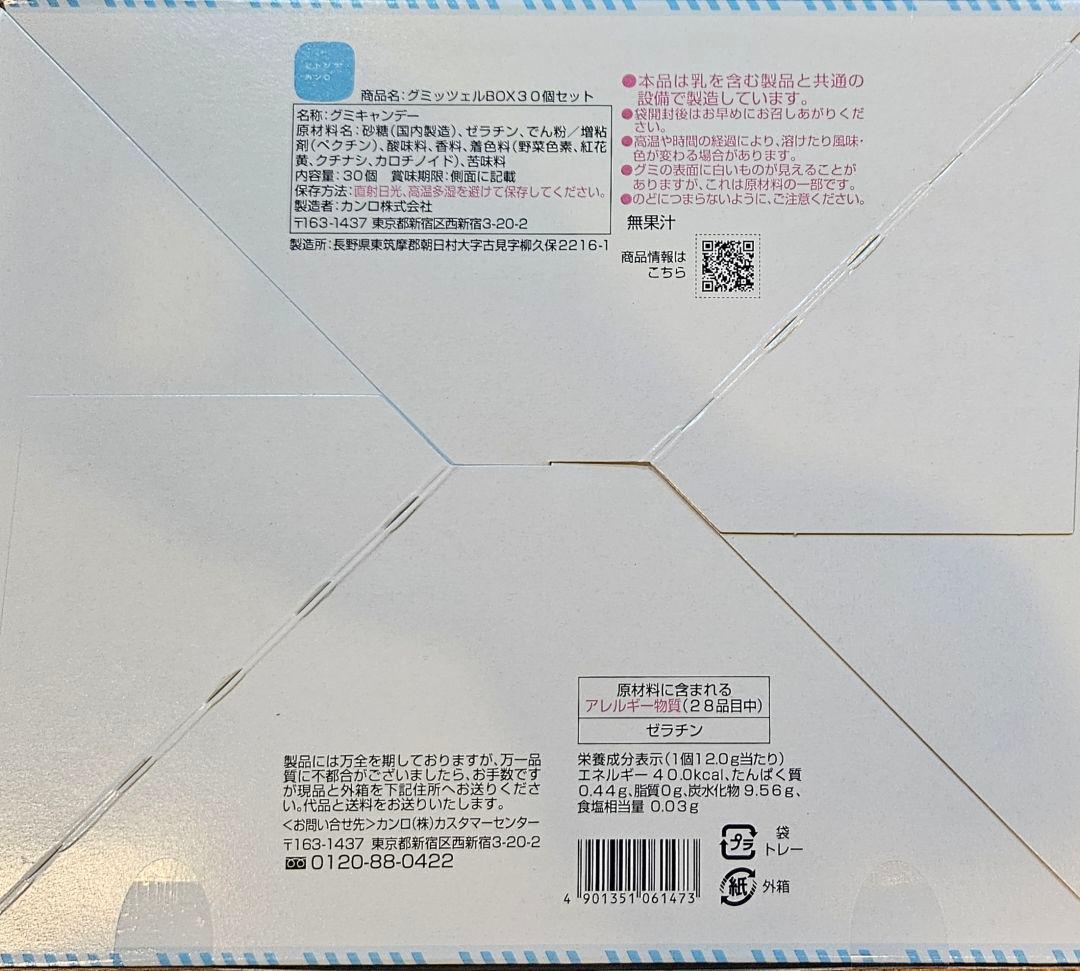 ヒトツブ
カンロ
商品名:グミッツェルBOX30個セット
名称:グミキャンデー
原材料名:砂糖(国内製造)、ゼラチン、でん粉/増粘
剤(ペクチン)、酸味料、香料、着色料(野菜色素、紅花
黄、クチナシ、カロチノイド)、苦味料
内容量:30個 賞味期限:側面に記載
保存方法:直射日光、高温多湿を避けて保存してください。
製造者:カンロ株式会社
〒163-1437 東京都新宿区西新宿3-20-2
製造所:長野県東筑摩郡朝日村大字古見字柳久保2216-1
●本品は乳を含む製品と共通の
設備で製造しています。
●袋開封後はお早めにお召しあがりくだ
さい。
●高温や時間の経過により、溶けたり風味・
色が変わる場合があります。
●グミの表面に白いものが見えることが
ありますが、これは原材料の一部です。
●のどにつまらないように、ご注意ください。
無果汁
商品情報は
こちら
原材料に含まれる
アレルギー物質(28品目中)
ゼラチン
製品には万全を期しておりますが、万一品
質に不都合がございましたら、お手数です
が現品と外箱を下記住所へお送りくださ
い。代品と送料をお送りいたします。
<お問い合せ先>カンロ(株)カスタマーセンター
〒163-1437 東京都新宿区西新宿3-20-2
0120-88-0422
栄養成分表示(1個12.0g当たり)
エネルギー 40.0kcal、たんぱく質
0.44g、脂質0g、炭水化物 9.56g、
食塩相当量 0.03g
4 901351 061473
プラ
袋
トレー
紙
外箱